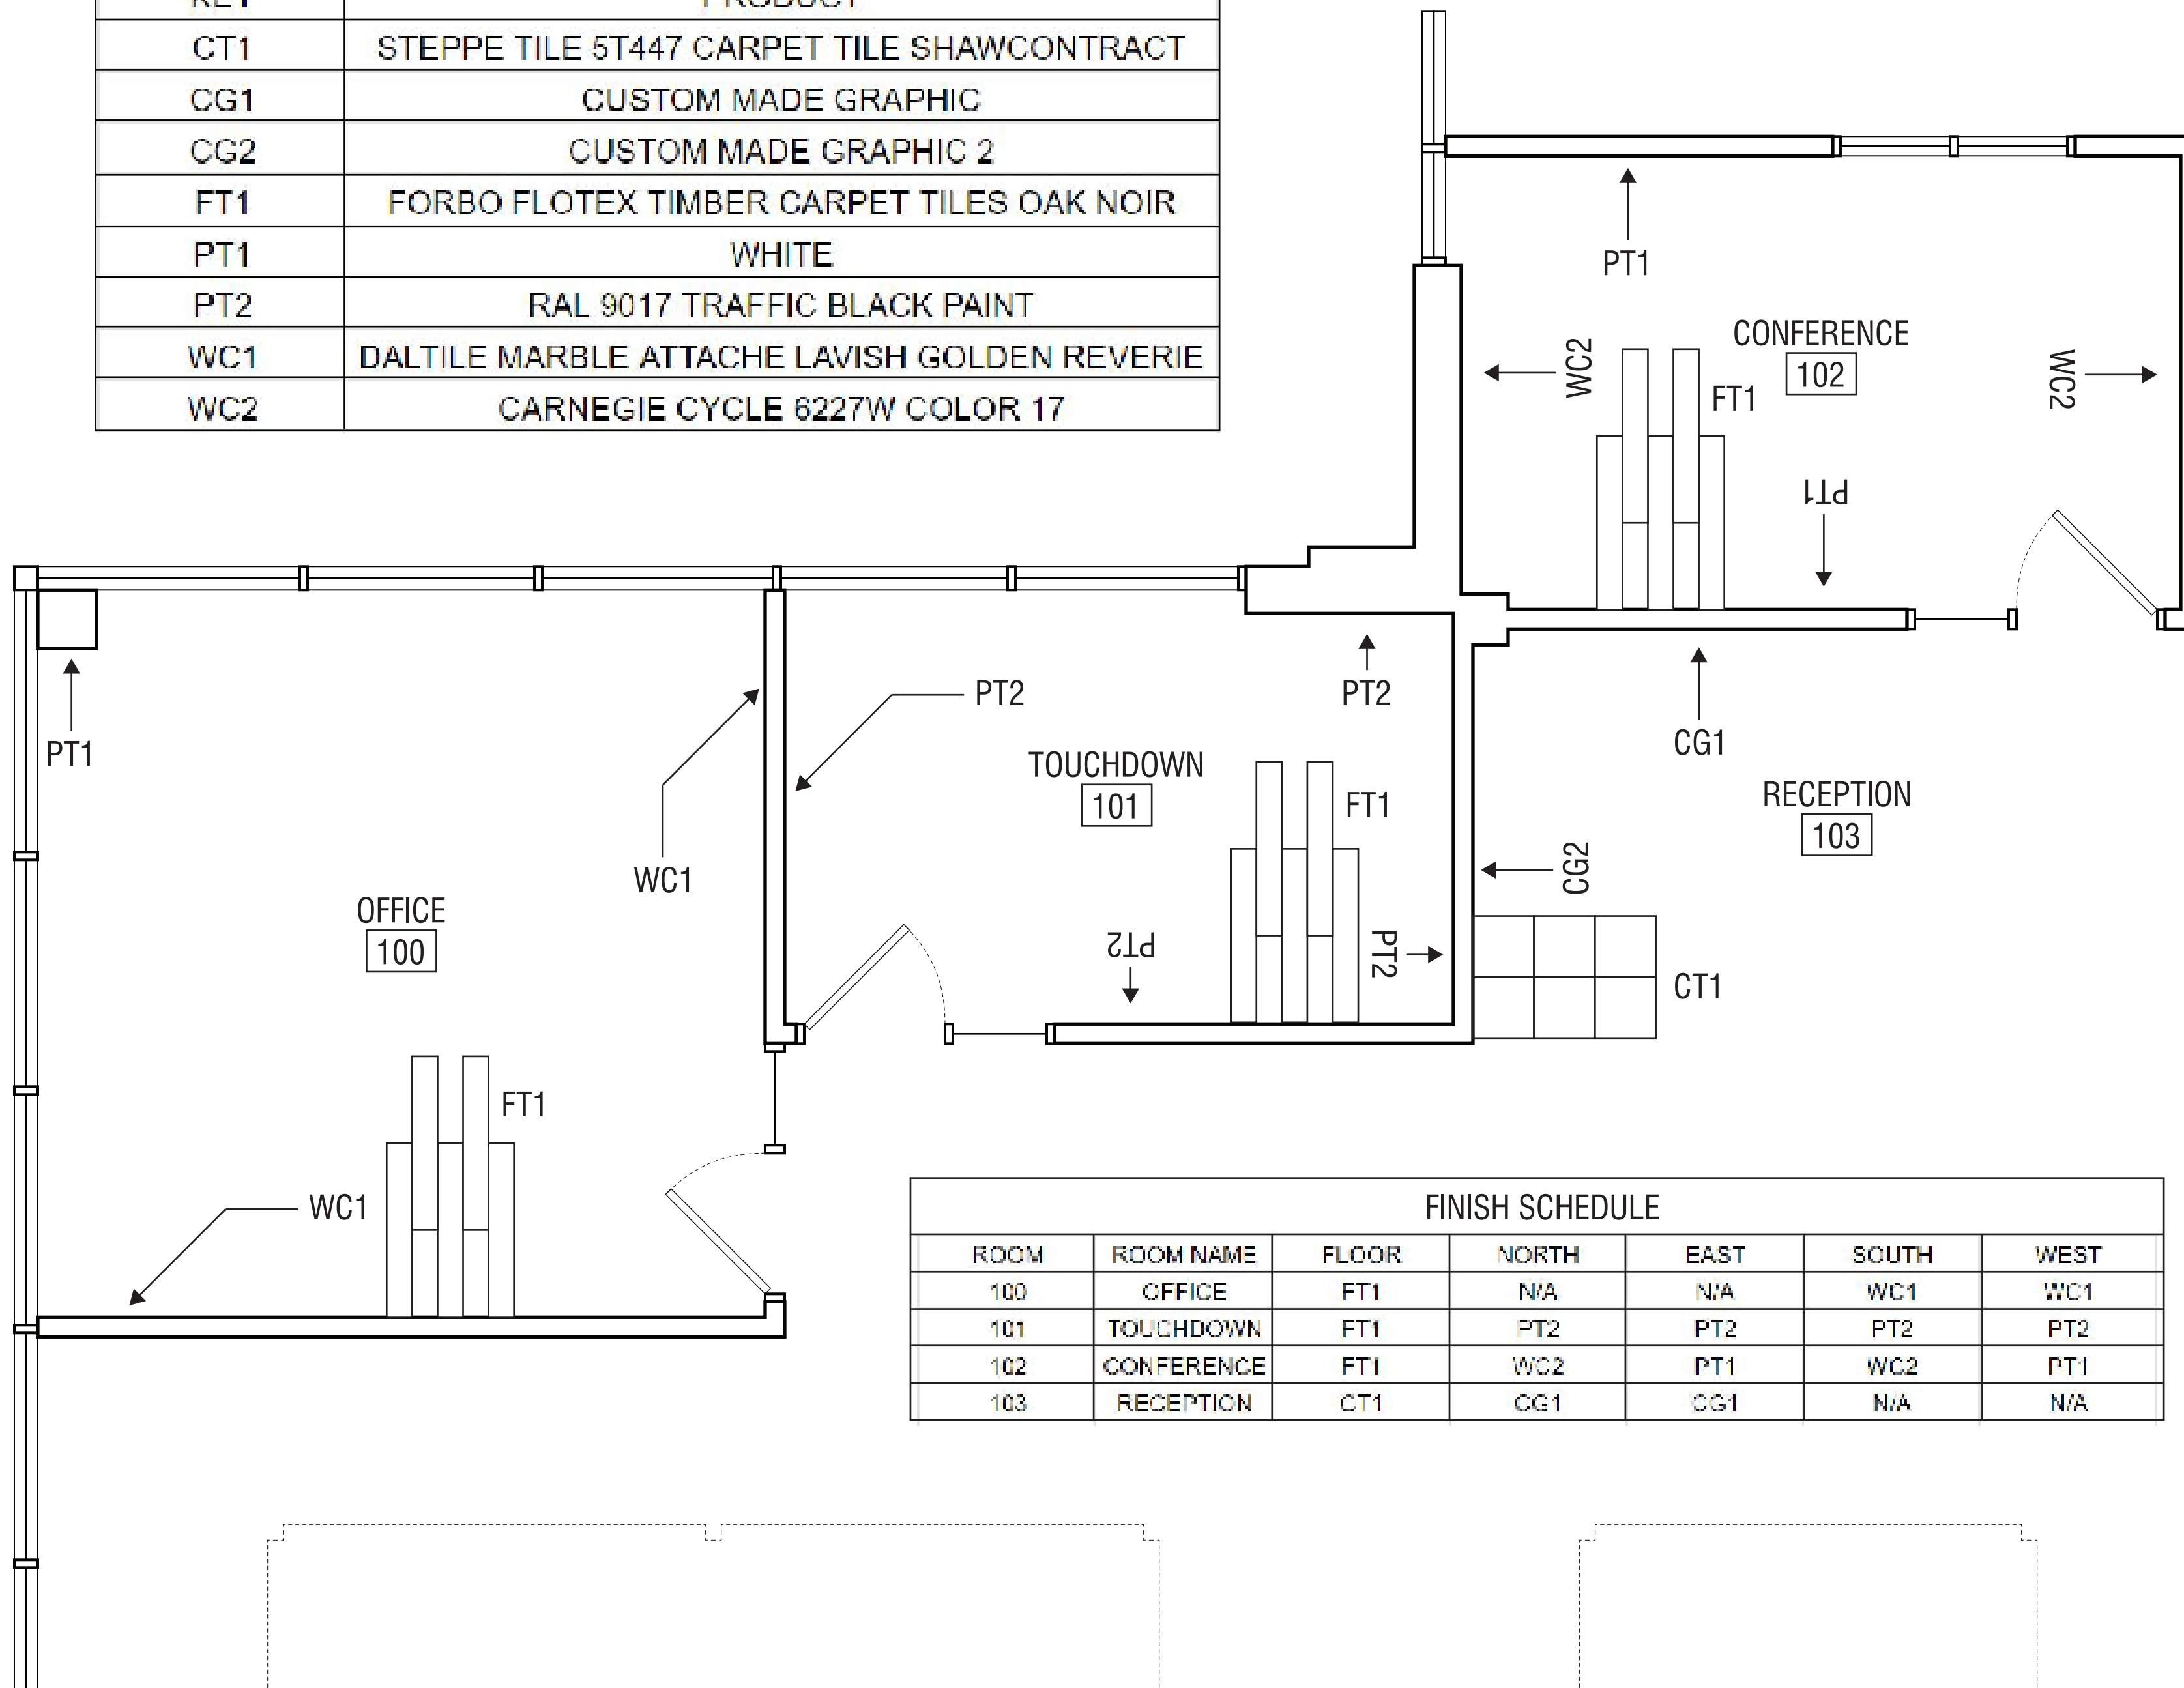 KEY PRODUCT
CT1 STEPPE TILE 5T447 CARPET TILE SHAWCONTRACT
CG1 CUSTOM MADE GRAPHIC
CG2 CUSTOM MADE GRAPHIC 2
FT1 FORBO FLOTEX TIMBER CARPET TILES OAK NOIR
PT1 WHITE
PT2 RAL 9017 TRAFFIC BLACK PAINT
WC1 DALTILE MARBLE ATTACHE LAVISH GOLDEN REVERIE
WC2 CARNEGIE CYCLE 6227W COLOR 17
PT1
CONFERENCE
102
WC2
WC2
FT1
PT1
PT1
WC1
PT2
PT2
TOUCHDOWN
101
FT1
PT2
PT2
CG1
RECEPTION
103
CG2
CT1
OFFICE
100
FT1
WC1
FINISH SCHEDULE
ROOM ROOM NAME FLOOR NORTH EAST SOUTH WEST
100 OFFICE FT1 N/A N/A WC1 WC1
101 TOUCHDOWN FT1 PT2 PT2 PT2 PT2
102 CONFERENCE FT1 WC2 PT1 WC2 PT1
103 RECEPTION CT1 CG1 CG1 N/A N/A